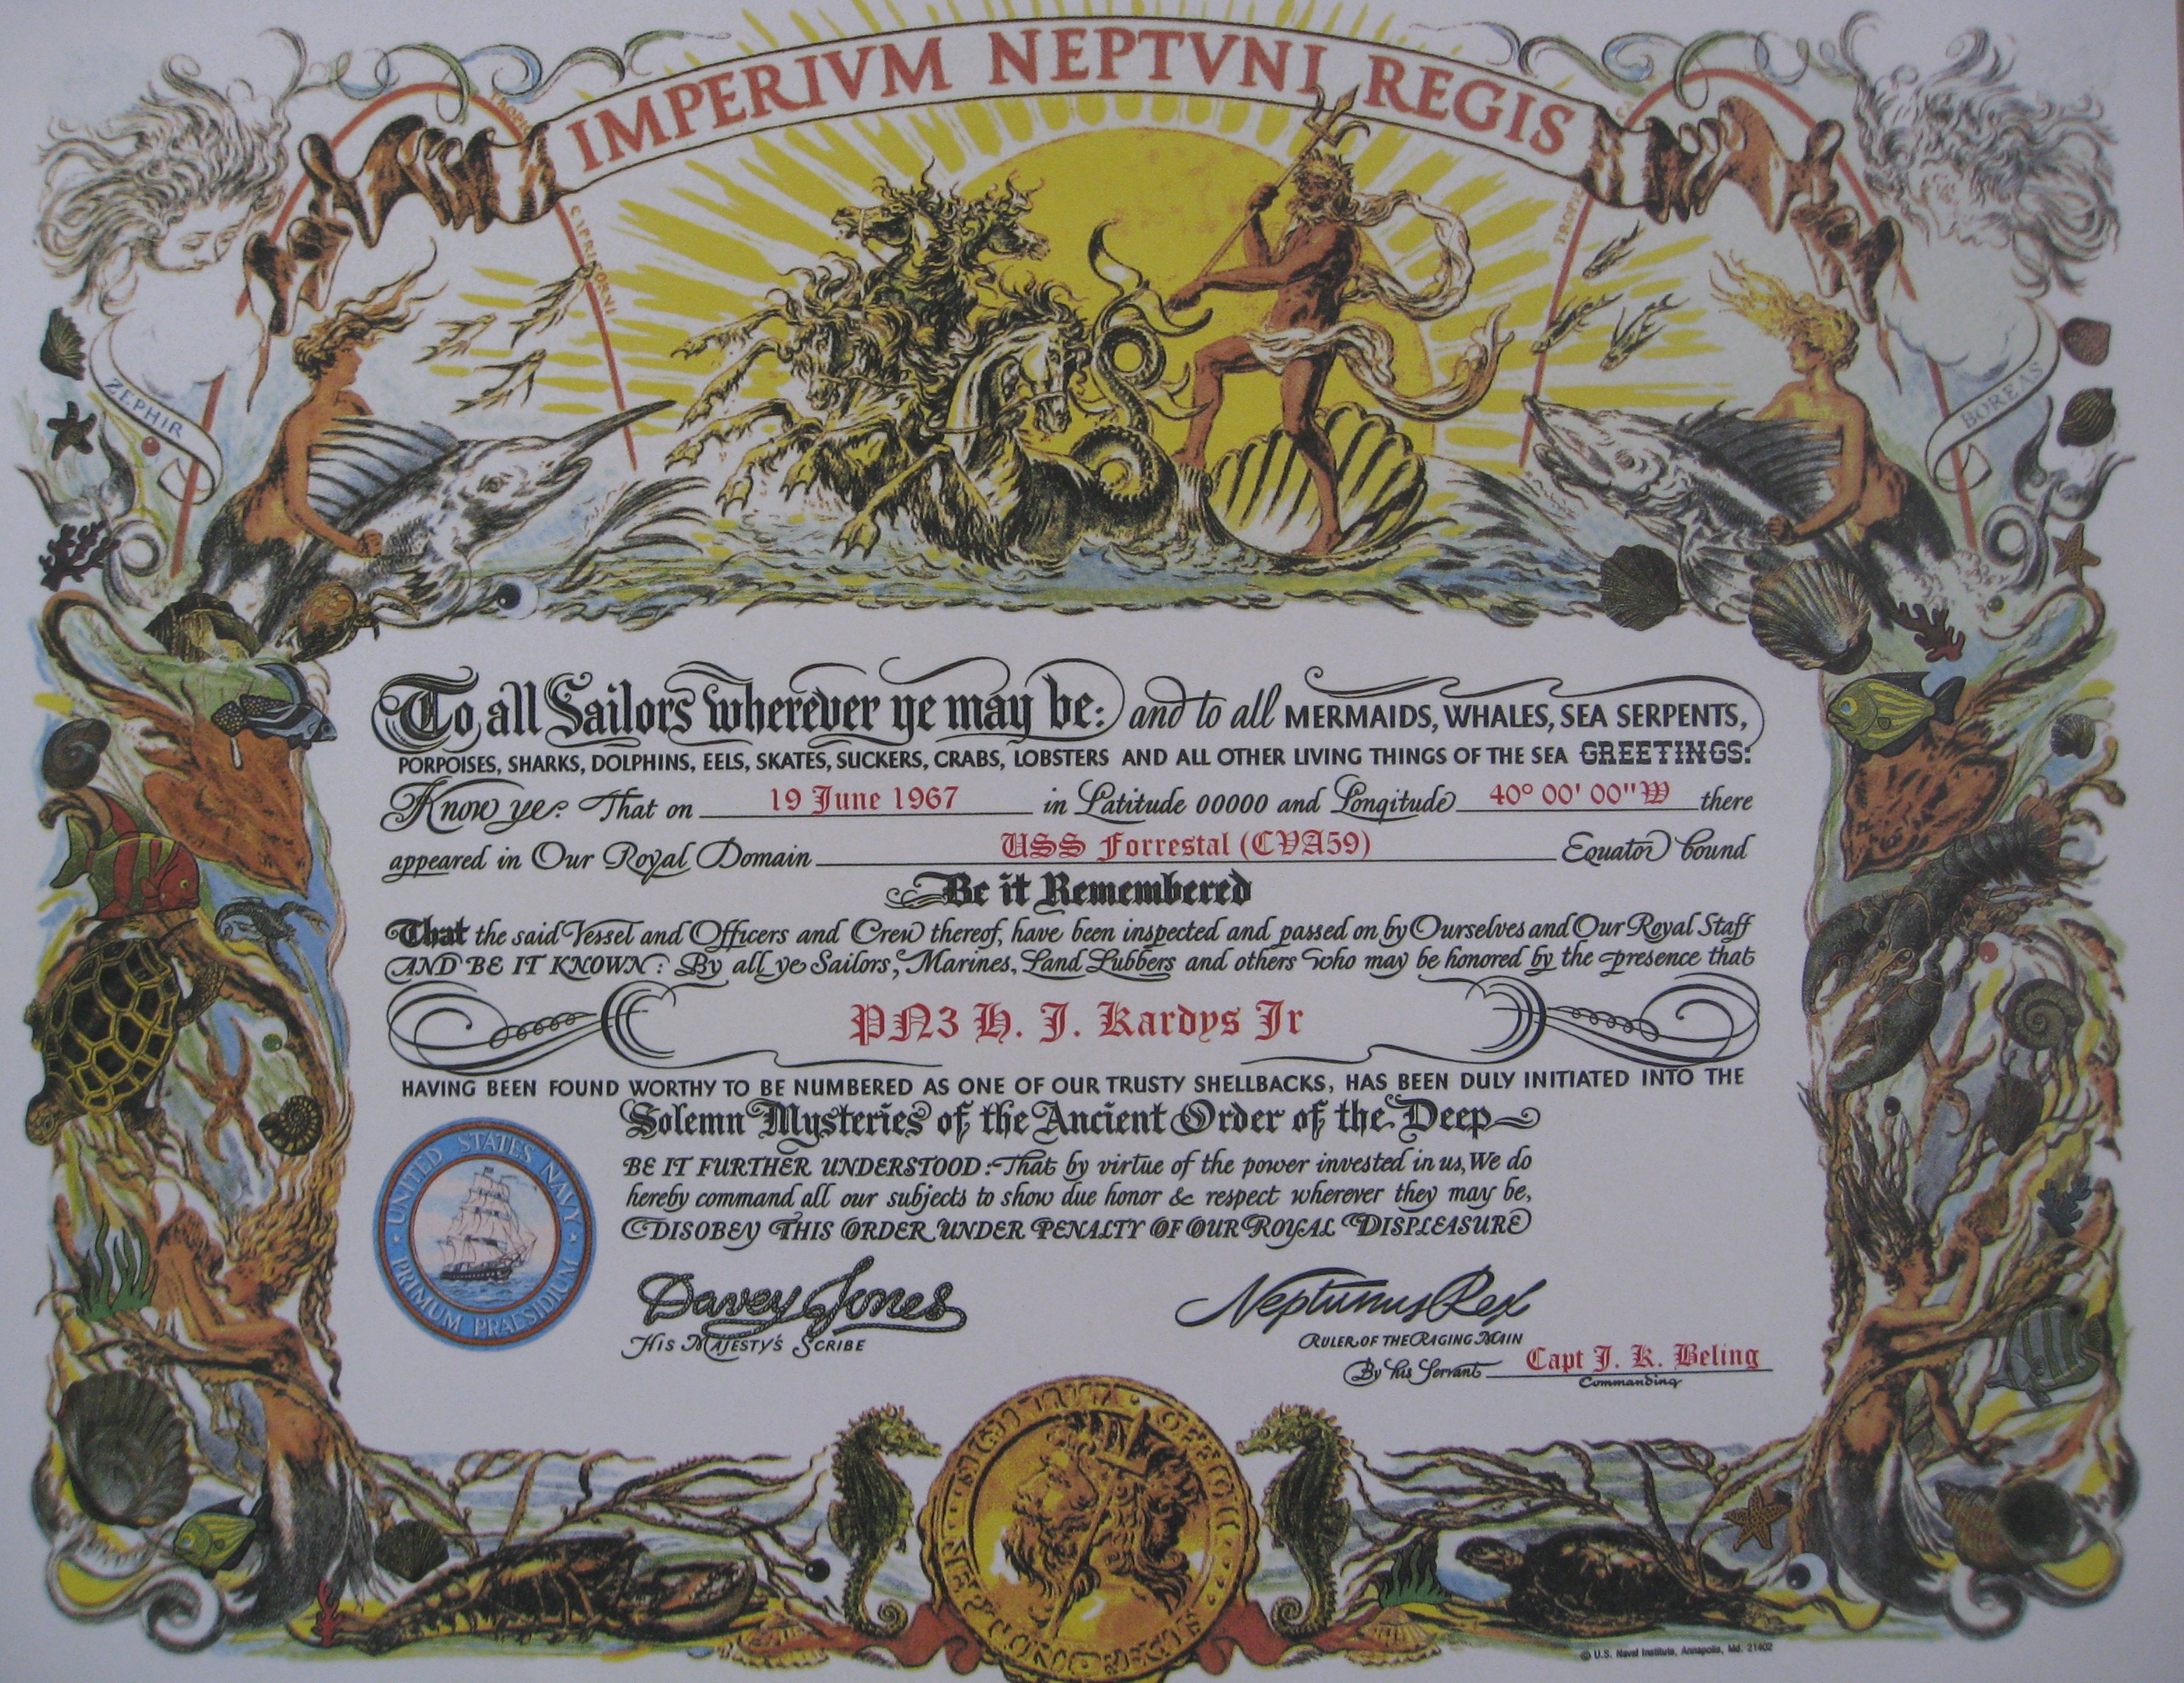 IMPERIVM NEPTVNI REGIS
TROPIC
CAPRICORNII
TROPIC
ZEPHIR
BOREAS
To all Sailors wherever ye may be: and to all MERMAIDS, WHALES, SEA SERPENTS,
PORPOISES, SHARKS, DOLPHINS, EELS, SKATES, SUCKERS, CRABS, LOBSTERS AND ALL OTHER LIVING THINGS OF THE SEA GREETINGS:
Know ye: That on 19 June 1967 in Latitude 00000 and Longitude 40° 00' 00" W there
appeared in Our Royal Domain USS Forrestal (CVA59) Equator bound
Be it Remembered
That the said Vessel and Officers and Crew thereof, have been inspected and passed on by Ourselves and Our Royal Staff
AND BE IT KNOWN: By all ye Sailors, Marines, Land Lubbers and others who may be honored by the presence that
PN3 H. J. Kardys Jr
HAVING BEEN FOUND WORTHY TO BE NUMBERED AS ONE OF OUR TRUSTY SHELLBACKS, HAS BEEN DULY INITIATED INTO THE
Solemn Mysteries of the Ancient Order of the Deep
BE IT FURTHER UNDERSTOOD: That by virtue of the power invested in us, We do
hereby command all our subjects to show due honor & respect wherever they may be,
DISOBEY THIS ORDER UNDER PENALTY OF OUR ROYAL DISPLEASURE
UNITED STATES NAVY
PRIMUM PRAESIDIUM
Davey Jones
HIS MAJESTY'S SCRIBE
Neptunus Rex
RULER OF THE RAGING MAIN
By his Servant Capt J. K. Beling
Commanding
© U.S. Naval Institute, Annapolis, Md. 21402